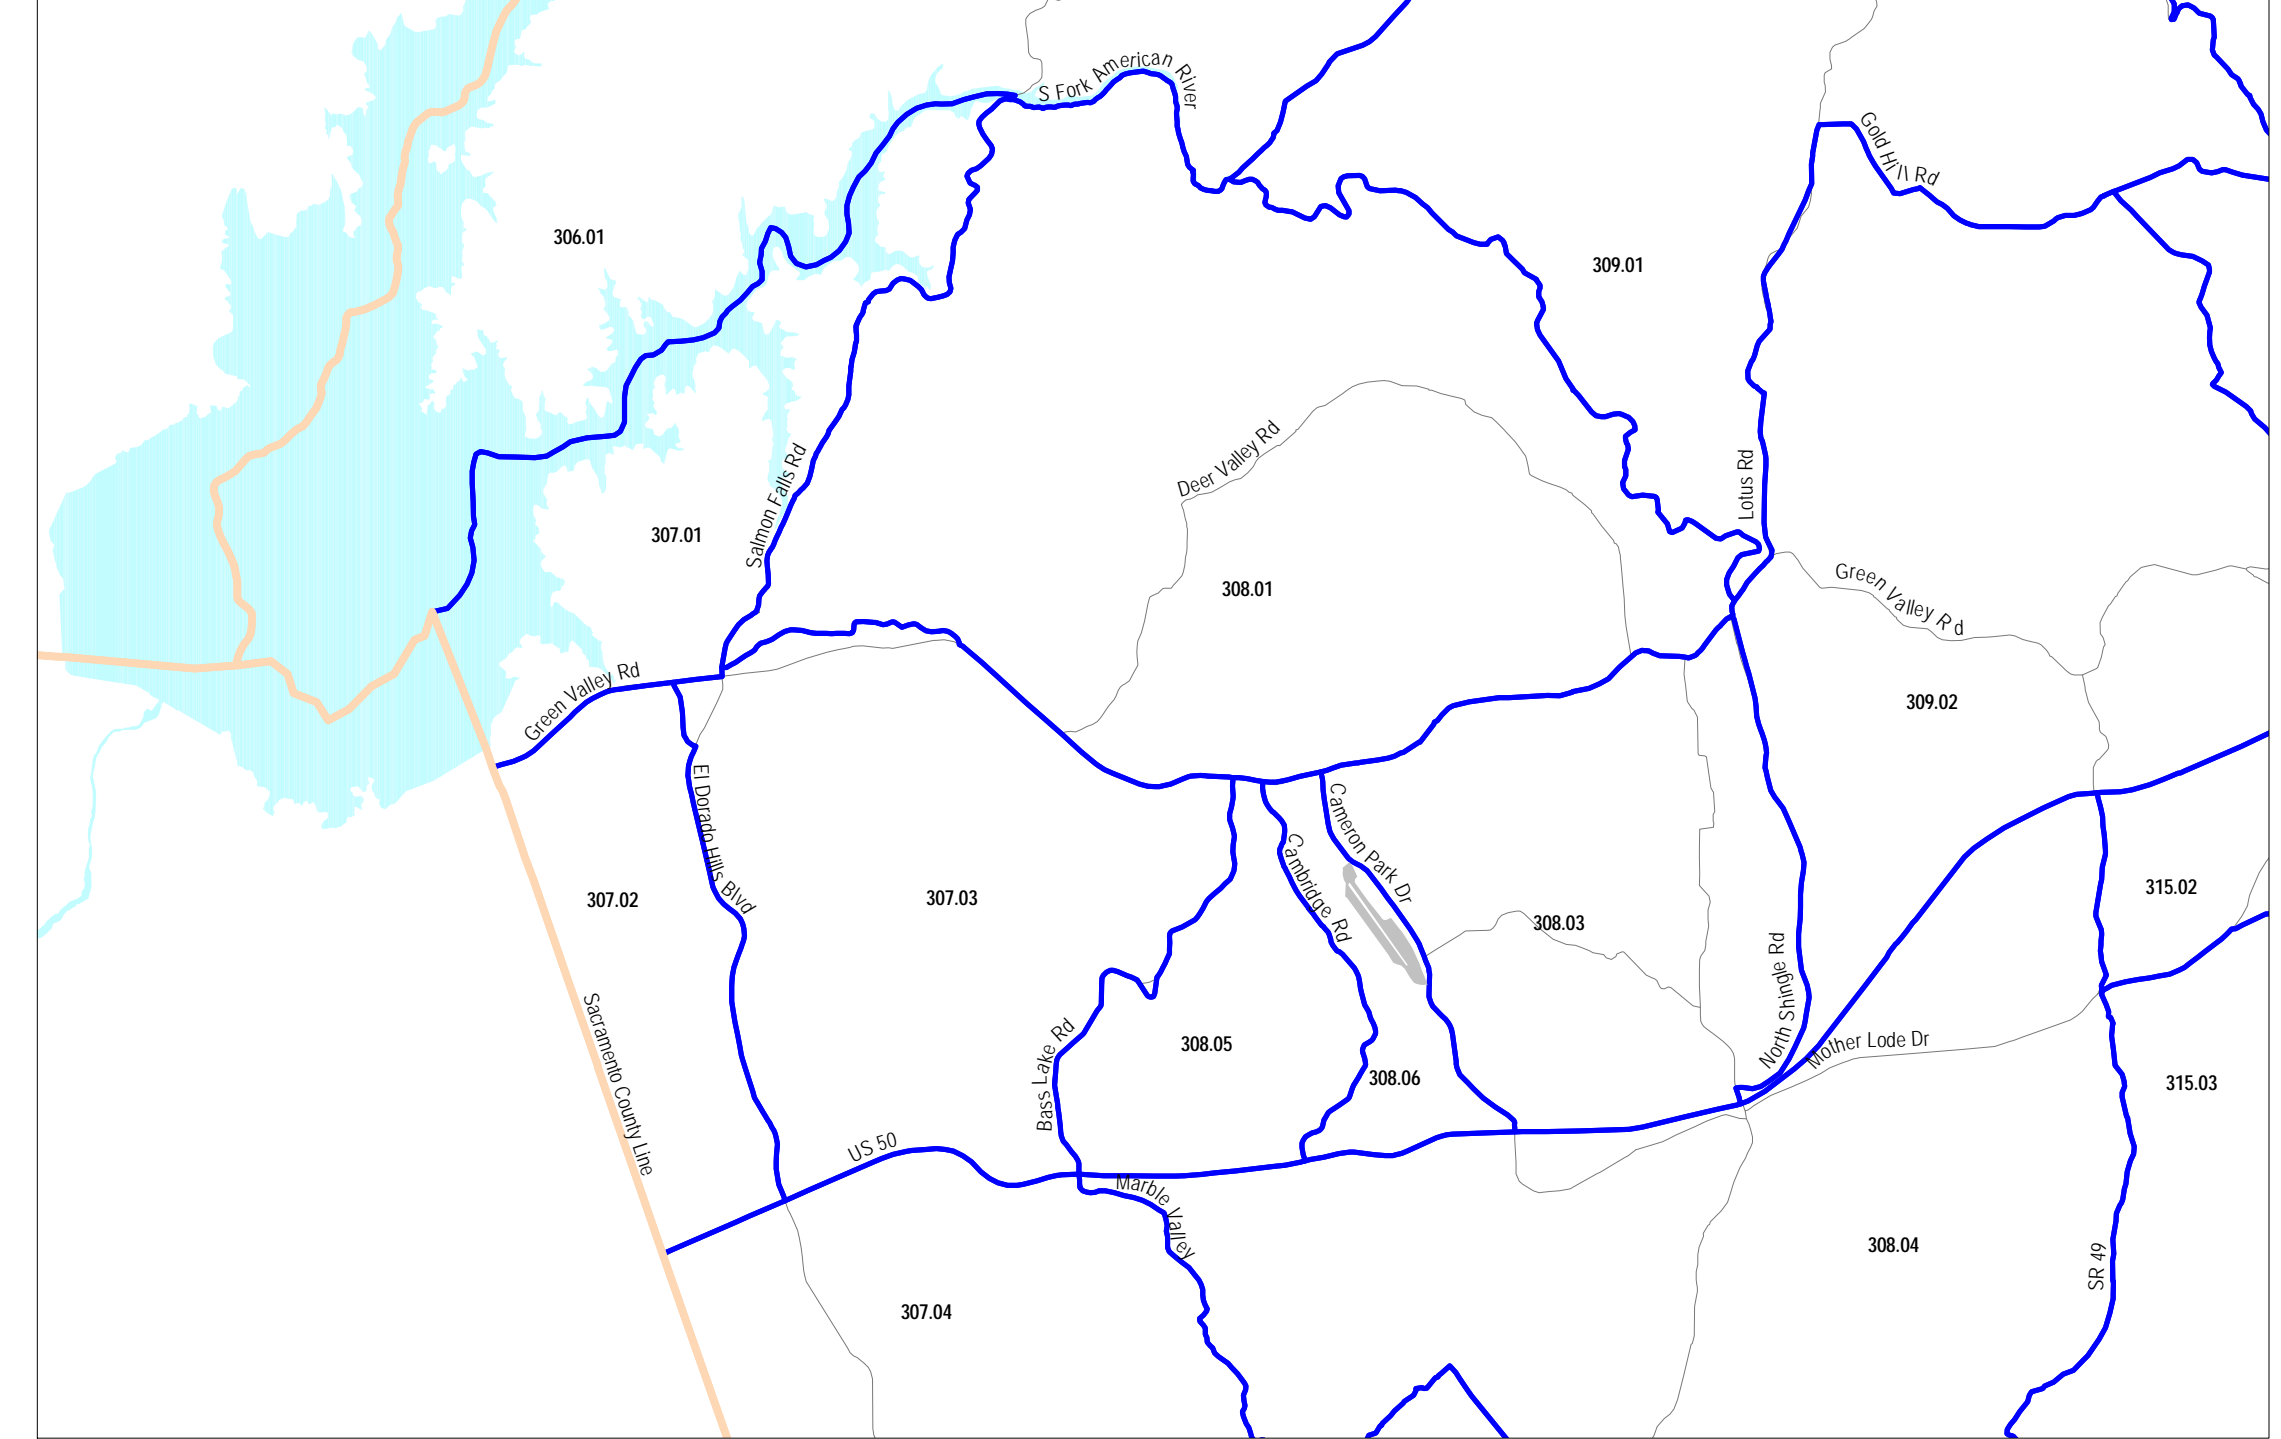 S Fork American River
Gold Hill Rd
306.01
309.01
Deer Valley Rd
Salmon Falls Rd
Lotus Rd
307.01
308.01
Green Valley Rd
Green Valley Rd
309.02
El Dorado Hills Blvd
Cameron Park Dr
Cambridge Rd
307.02
307.03
308.03
315.02
North Shingle Rd
Sacramento County Line
Bass Lake Rd
308.05
308.06
Mother Lode Dr
315.03
US 50
Marble Valley
308.04
SR 49
307.04